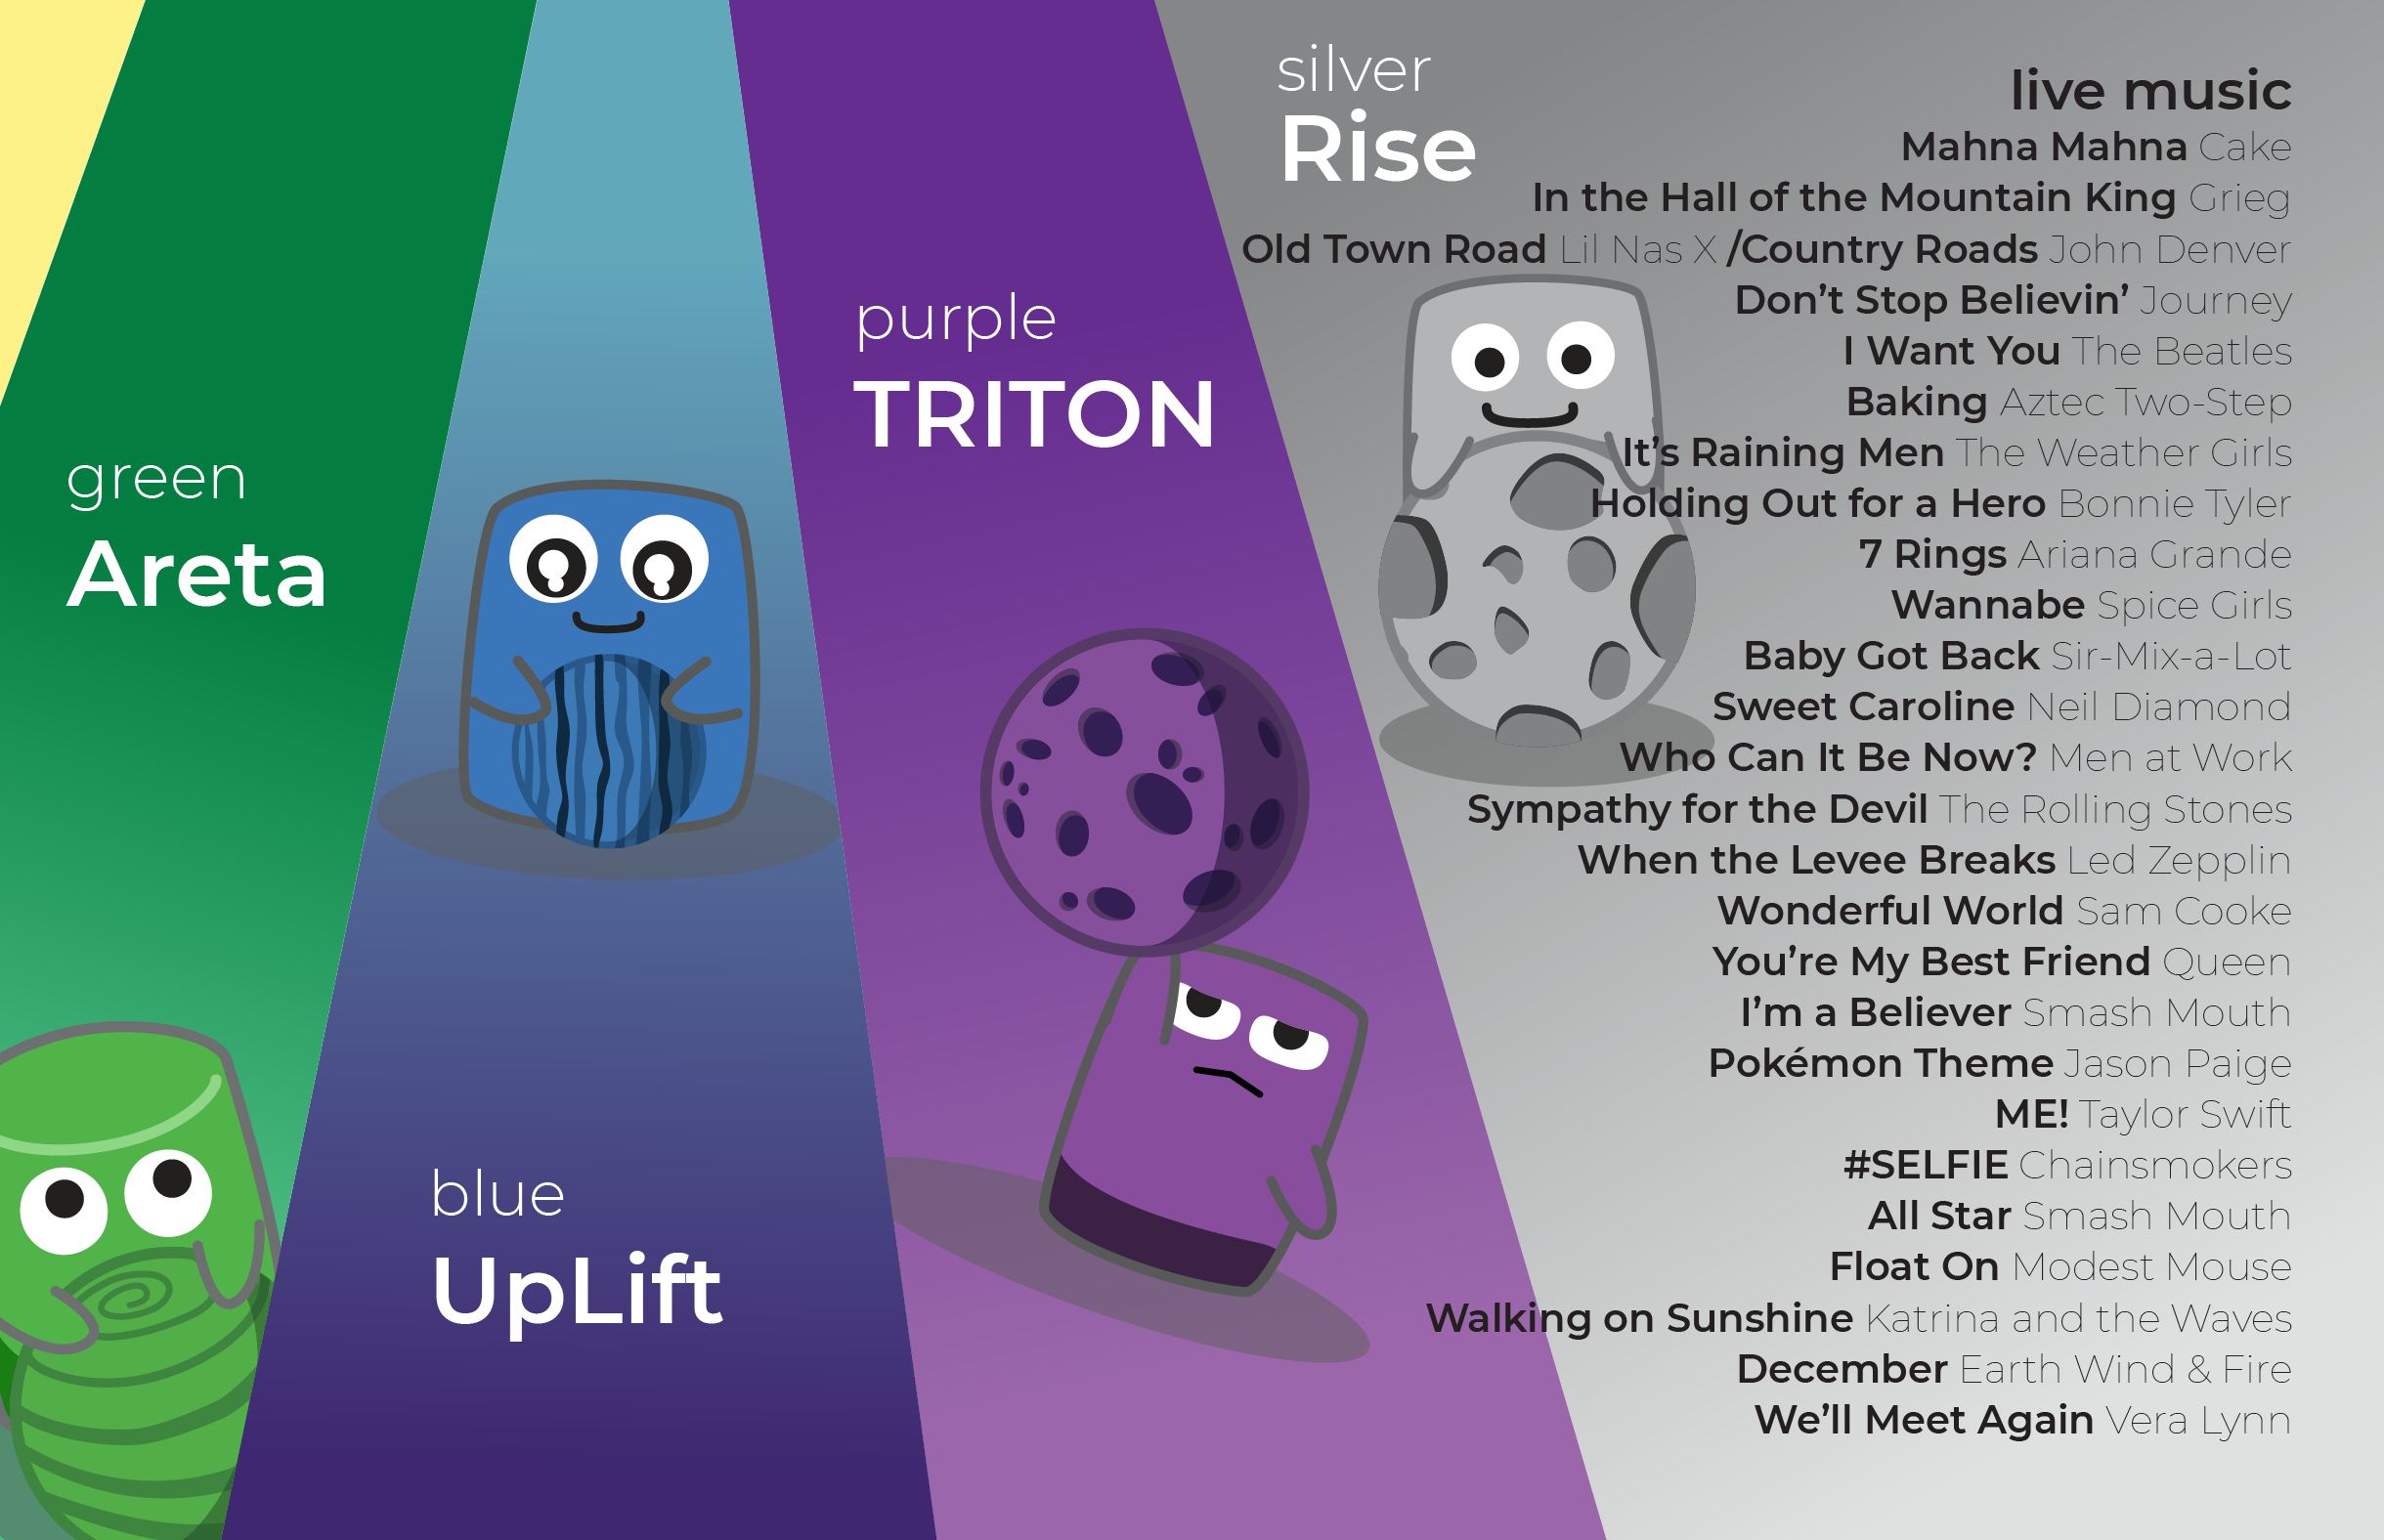 green
Areta
blue
UpLift
purple
TRITON
silver
Rise
live music
Mahna Mahna Cake
In the Hall of the Mountain King Grieg
Old Town Road Lil Nas X /Country Roads John Denver
Don’t Stop Believin’ Journey
I Want You The Beatles
Baking Aztec Two-Step
It’s Raining Men The Weather Girls
Holding Out for a Hero Bonnie Tyler
7 Rings Ariana Grande
Wannabe Spice Girls
Baby Got Back Sir-Mix-a-Lot
Sweet Caroline Neil Diamond
Who Can It Be Now? Men at Work
Sympathy for the Devil The Rolling Stones
When the Levee Breaks Led Zepplin
Wonderful World Sam Cooke
You’re My Best Friend Queen
I’m a Believer Smash Mouth
Pokémon Theme Jason Paige
ME! Taylor Swift
#SELFIE Chainsmokers
All Star Smash Mouth
Float On Modest Mouse
Walking on Sunshine Katrina and the Waves
December Earth Wind & Fire
We’ll Meet Again Vera Lynn